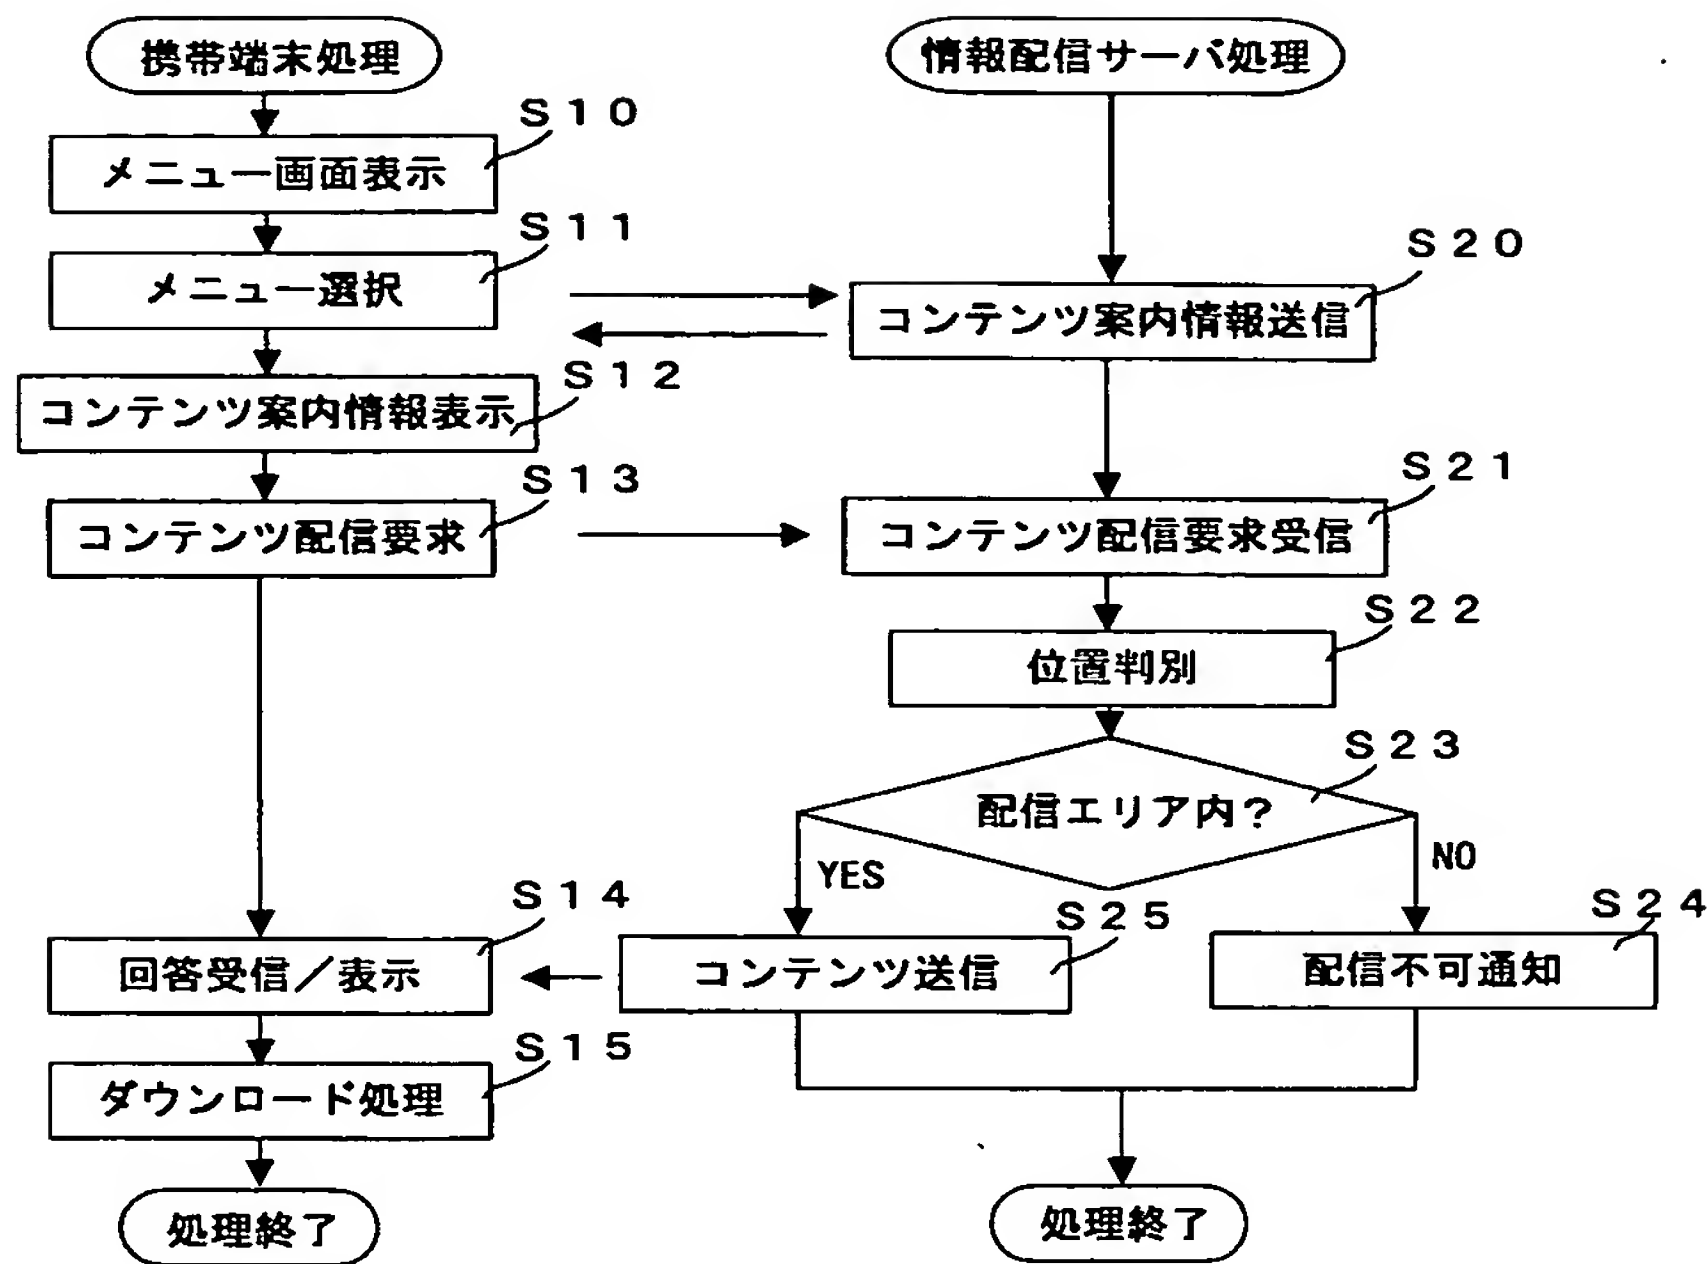 携帯端末処理
S10
メニュー画面表示
S11
メニュー選択
S12
コンテンツ案内情報表示
S13
コンテンツ配信要求
S14
回答受信／表示
S15
ダウンロード処理
処理終了
情報配信サーバ処理
S20
コンテンツ案内情報送信
S21
コンテンツ配信要求受信
S22
位置判別
S23
配信エリア内？
YES
NO
S25
コンテンツ送信
S24
配信不可通知
処理終了